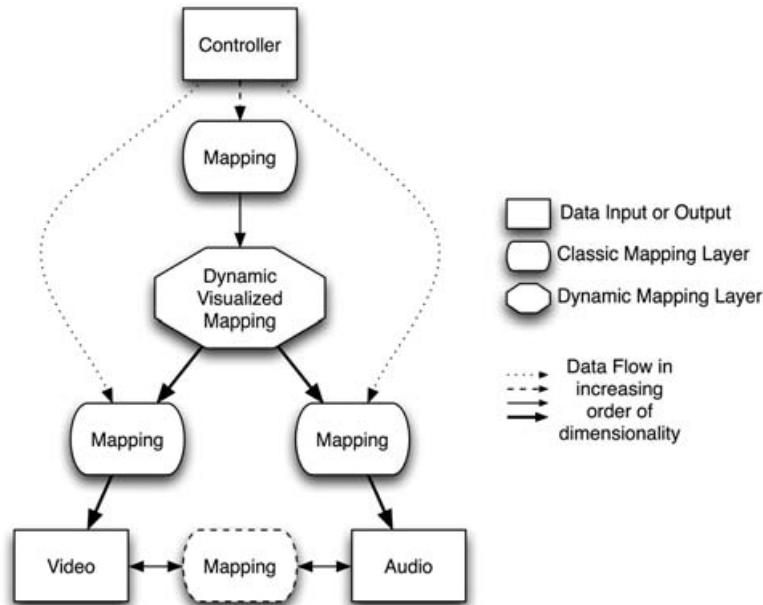 Controller
Mapping
Dynamic
Visualized
Mapping
Mapping
Mapping
Video
Mapping
Audio
Data Input or Output
Classic Mapping Layer
Dynamic Mapping Layer
Data Flow in
increasing
order of
dimensionality